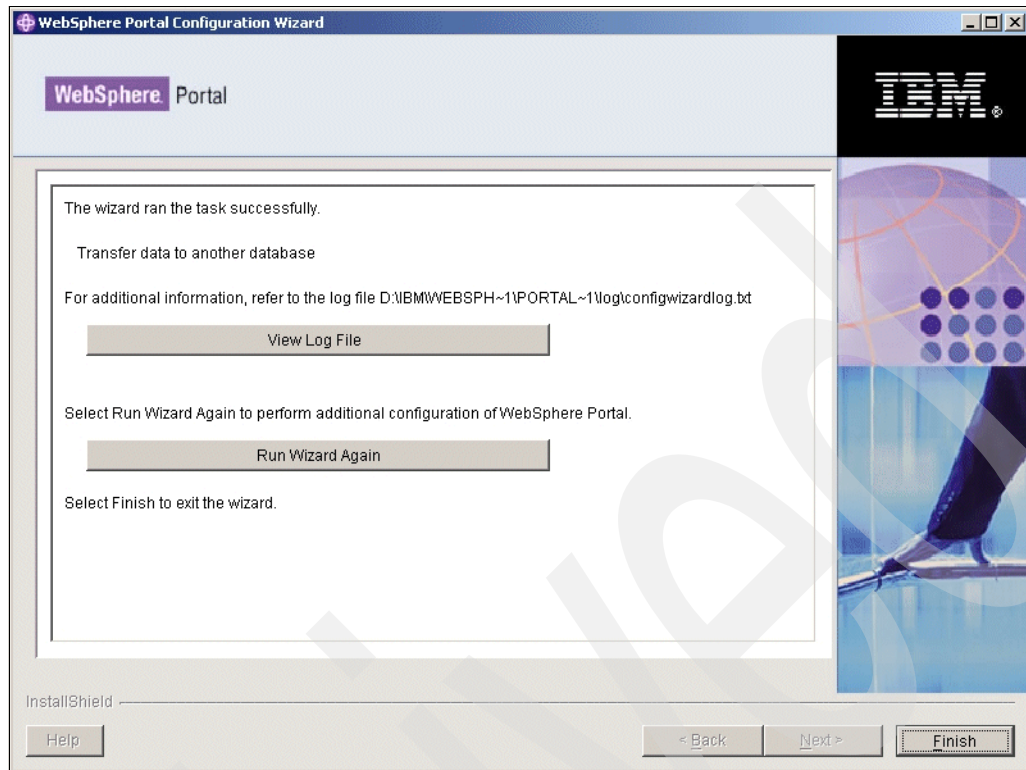 WebSphere Portal Configuration Wizard
WebSphere. Portal
IBM®
The wizard ran the task successfully.
Transfer data to another database
For additional information, refer to the log file D:\IBM\WEBSPH~1\PORTAL~1\log\configwizardlog.txt
View Log File
Select Run Wizard Again to perform additional configuration of WebSphere Portal.
Run Wizard Again
Select Finish to exit the wizard.
InstallShield
Help
< Back
Next >
Finish